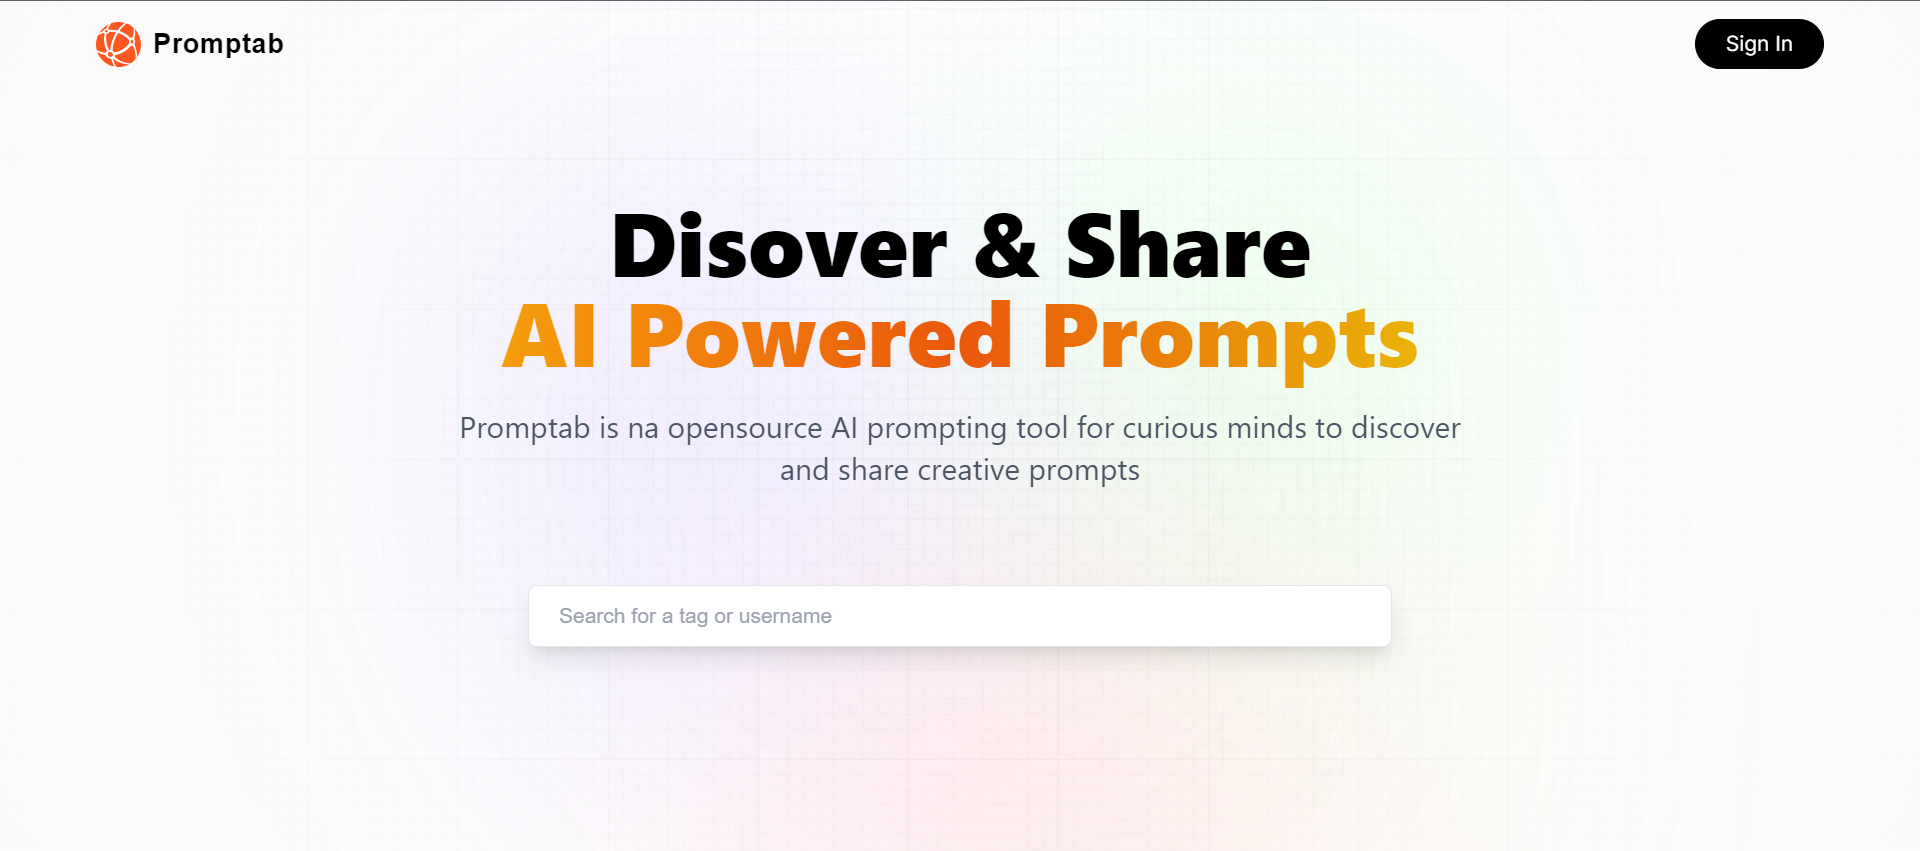 Promptab
Sign In
Disover & Share
AI Powered Prompts
Promptab is na opensource AI prompting tool for curious minds to discover
and share creative prompts
Search for a tag or username